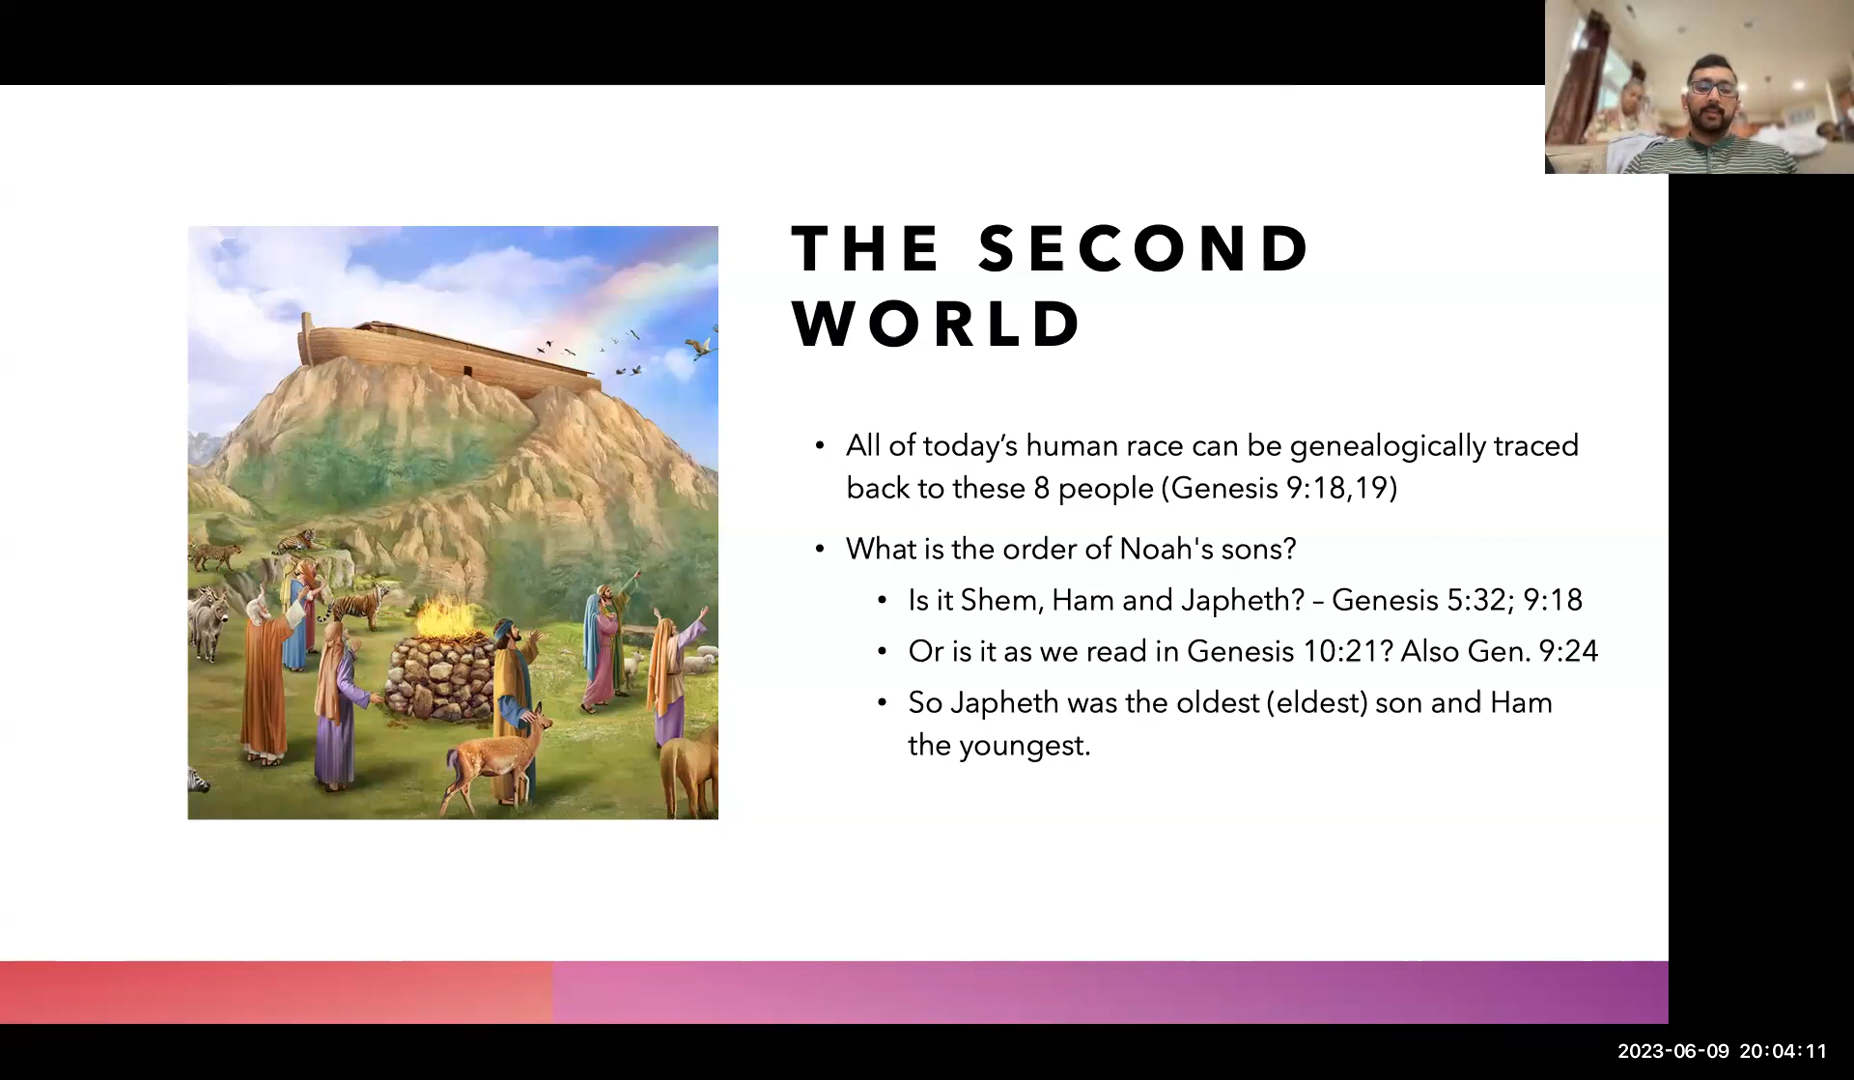 THE SECOND
WORLD
• All of today’s human race can be genealogically traced
back to these 8 people (Genesis 9:18,19)
• What is the order of Noah's sons?
• Is it Shem, Ham and Japheth? – Genesis 5:32; 9:18
• Or is it as we read in Genesis 10:21? Also Gen. 9:24
• So Japheth was the oldest (eldest) son and Ham
the youngest.
2023-06-09 20:04:11